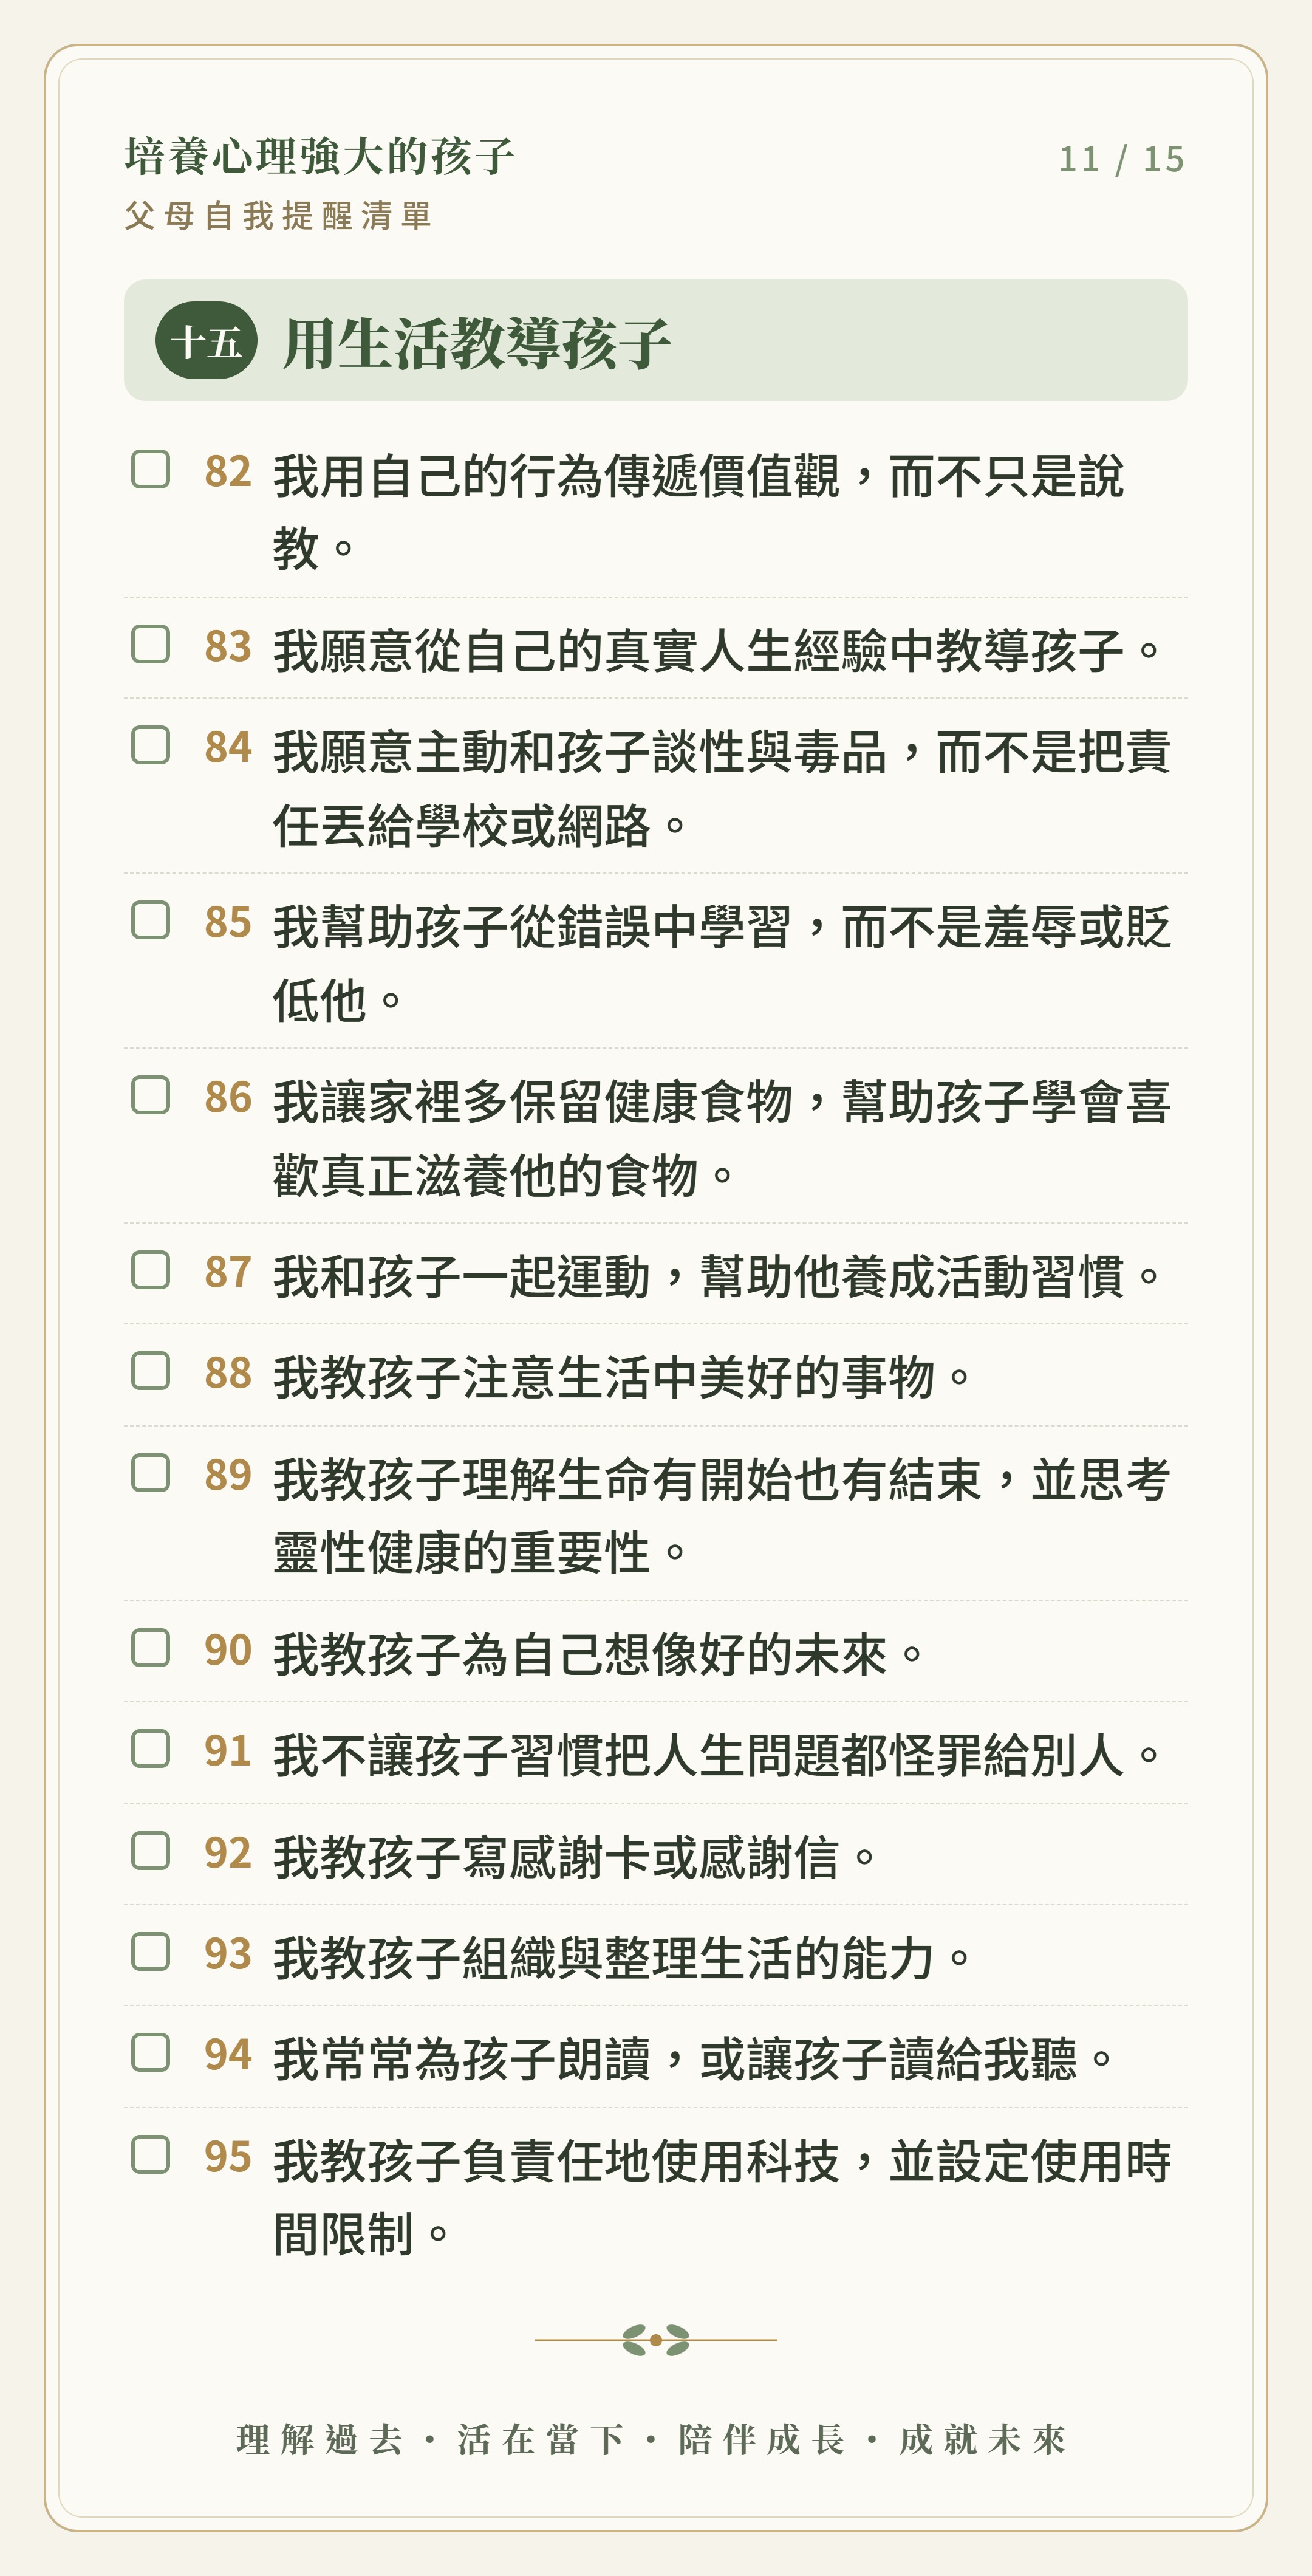 培養心理強大的孩子
11 / 15
父母自我提醒清單
十五 用生活教導孩子
82 我用自己的行為傳遞價值觀，而不只是說
教。
83 我願意從自己的真實人生經驗中教導孩子。
84 我願意主動和孩子談性與毒品，而不是把責
任丟給學校或網路。
85 我幫助孩子從錯誤中學習，而不是羞辱或貶
低他。
86 我讓家裡多保留健康食物，幫助孩子學會喜
歡真正滋養他的食物。
87 我和孩子一起運動，幫助他養成活動習慣。
88 我教孩子注意生活中美好的事物。
89 我教孩子理解生命有開始也有結束，並思考
靈性健康的重要性。
90 我教孩子為自己想像好的未來。
91 我不讓孩子習慣把人生問題都怪罪給別人。
92 我教孩子寫感謝卡或感謝信。
93 我教孩子組織與整理生活的能力。
94 我常常為孩子朗讀，或讓孩子讀給我聽。
95 我教孩子負責任地使用科技，並設定使用時
間限制。
理解過去・活在當下・陪伴成長・成就未來